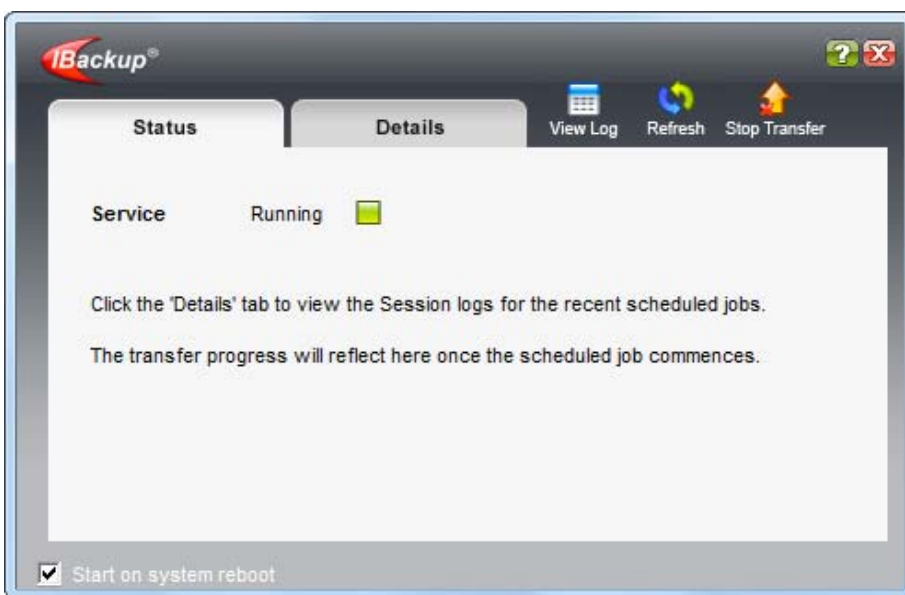 IBackup®
?
X
Status
Details
View Log
Refresh
Stop Transfer
Service
Running
Click the 'Details' tab to view the Session logs for the recent scheduled jobs.
The transfer progress will reflect here once the scheduled job commences.
Start on system reboot